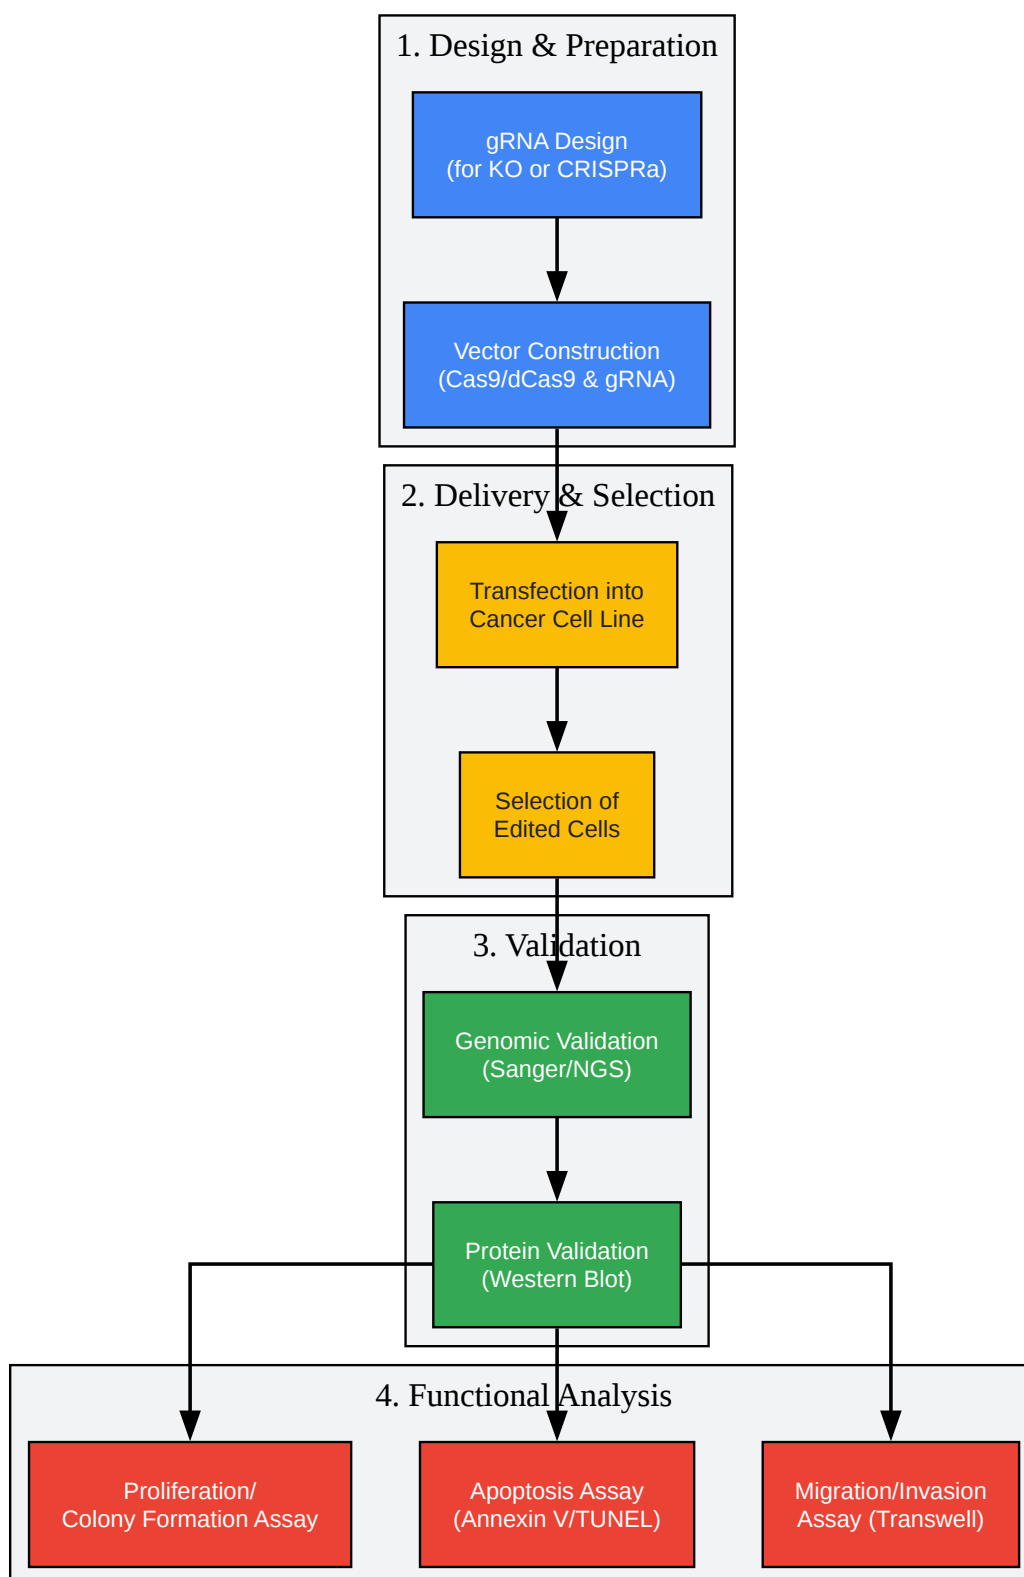 1. Design & Preparation
gRNA Design
(for KO or CRISPRa)
Vector Construction
(Cas9/dCas9 & gRNA)
2. Delivery & Selection
Transfection into
Cancer Cell Line
Selection of
Edited Cells
3. Validation
Genomic Validation
(Sanger/NGS)
Protein Validation
(Western Blot)
4. Functional Analysis
Proliferation/
Colony Formation Assay
Apoptosis Assay
(Annexin V/TUNEL)
Migration/Invasion
Assay (Transwell)